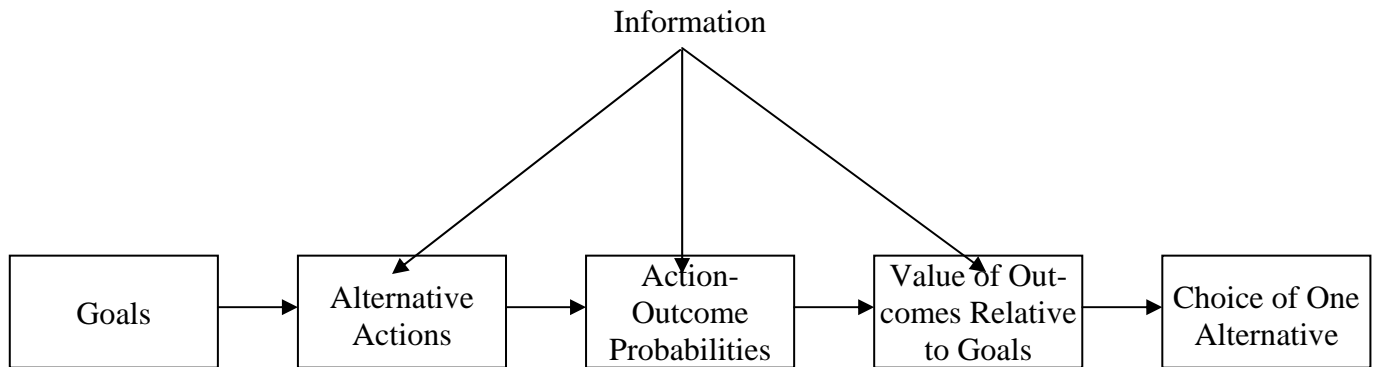 Information
Goals
Alternative
Actions
Action-
Outcome
Probabilities
Value of Out-
comes Relative
to Goals
Choice of One
Alternative